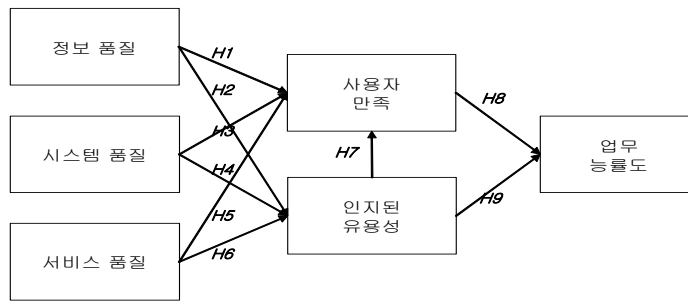 정보 품질
시스템 품질
서비스 품질
H1
H2
H3
H4
H5
H6
사용자
만족
H7
인지된
유용성
H8
H9
업무
능률도